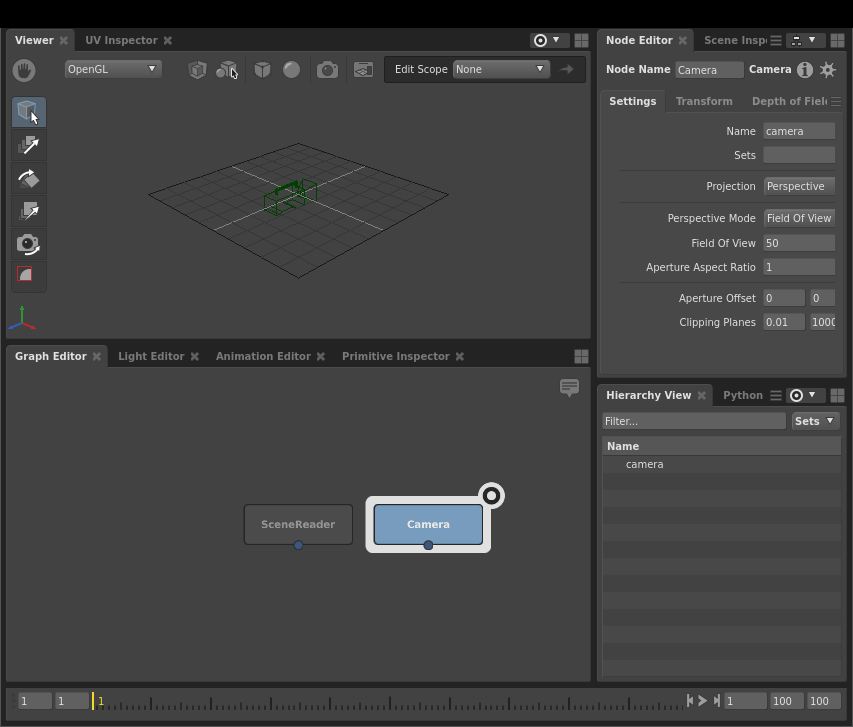 Viewer UV Inspector
OpenGL Edit Scope None
Graph Editor Light Editor Animation Editor Primitive Inspector
SceneReader Camera
Node Editor Scene Insp
Node Name Camera Camera
Settings Transform Depth of Fiel
Name camera
Sets
Projection Perspective
Perspective Mode Field Of View
Field Of View 50
Aperture Aspect Ratio 1
Aperture Offset 0 0
Clipping Planes 0.01 1000
Hierarchy View Python
Filter... Sets
Name
camera
1 1 1 1 100 100